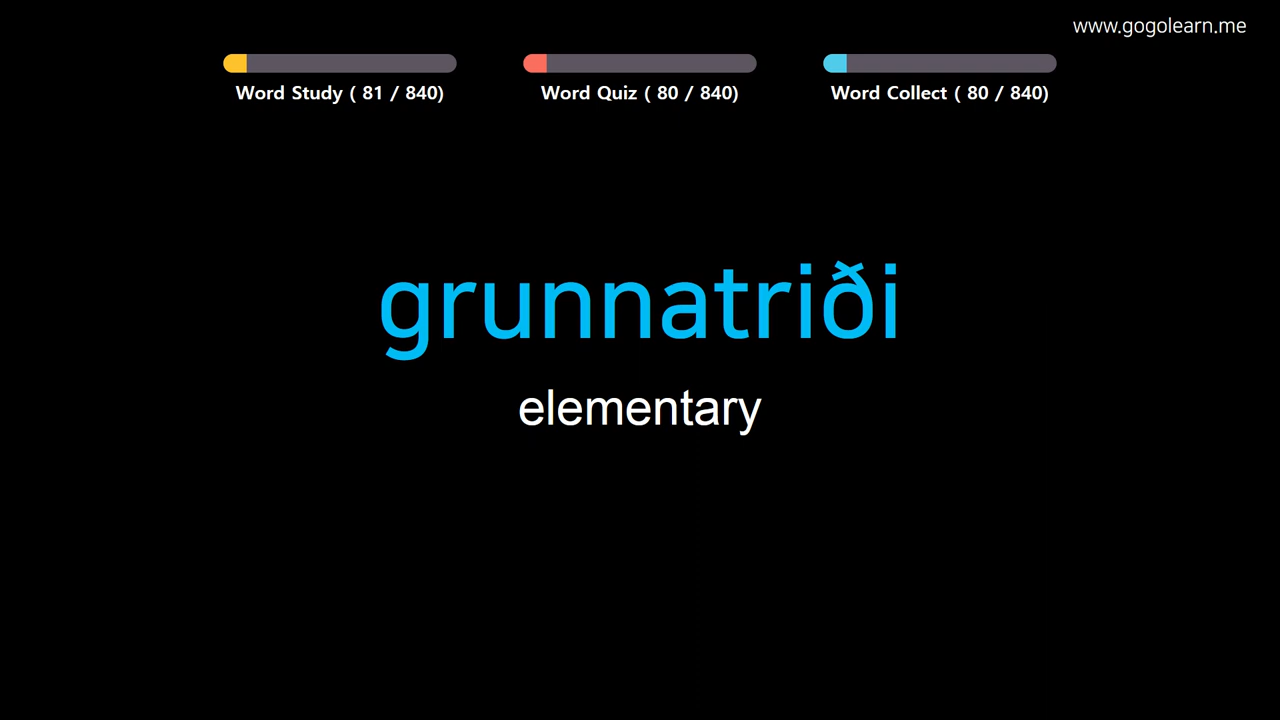 www.gogolearn.me
Word Study ( 81 / 840)
Word Quiz ( 80 / 840)
Word Collect ( 80 / 840)
grunnatriði
elementary